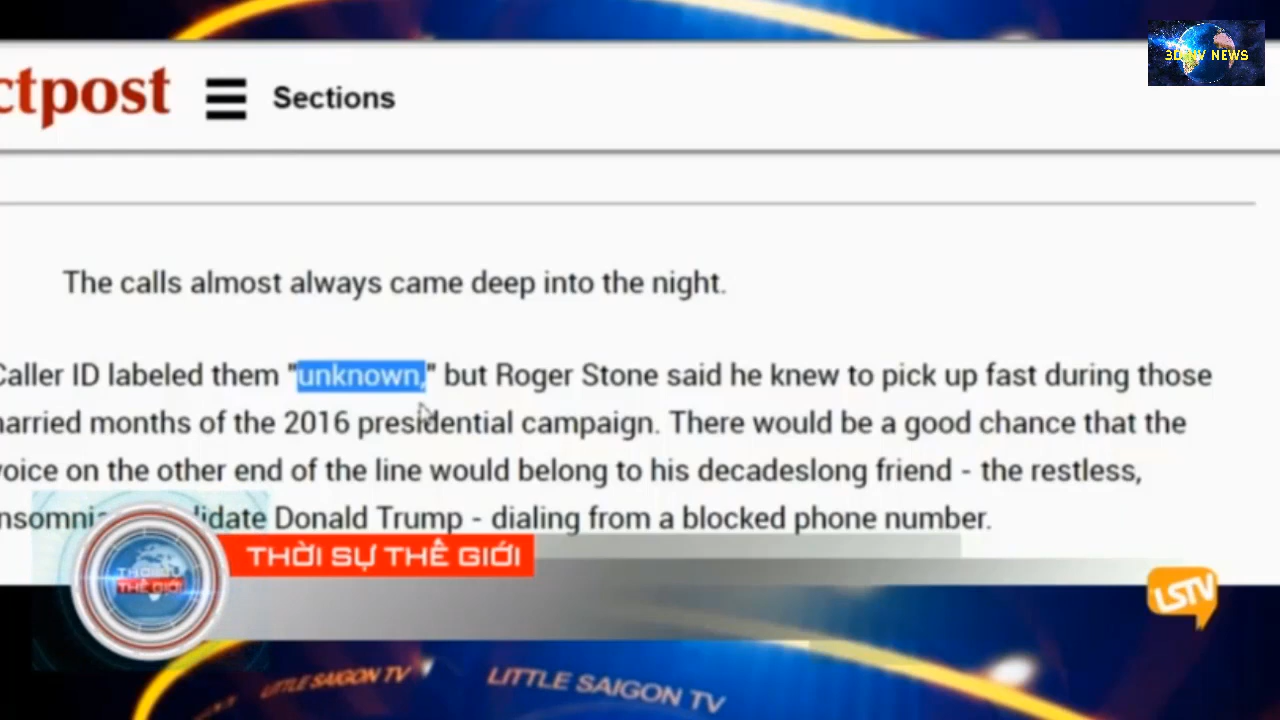 3D NV NEWS
ctpost
Sections
The calls almost always came deep into the night.
Caller ID labeled them "unknown," but Roger Stone said he knew to pick up fast during those
harried months of the 2016 presidential campaign. There would be a good chance that the
voice on the other end of the line would belong to his decadeslong friend - the restless,
Donald Trump - dialing from a blocked phone number.
THỜI SỰ THẾ GIỚI
THẾ GIỚI
LSTV
LITTLE SAIGON TV
LITTLE SAIGON TV